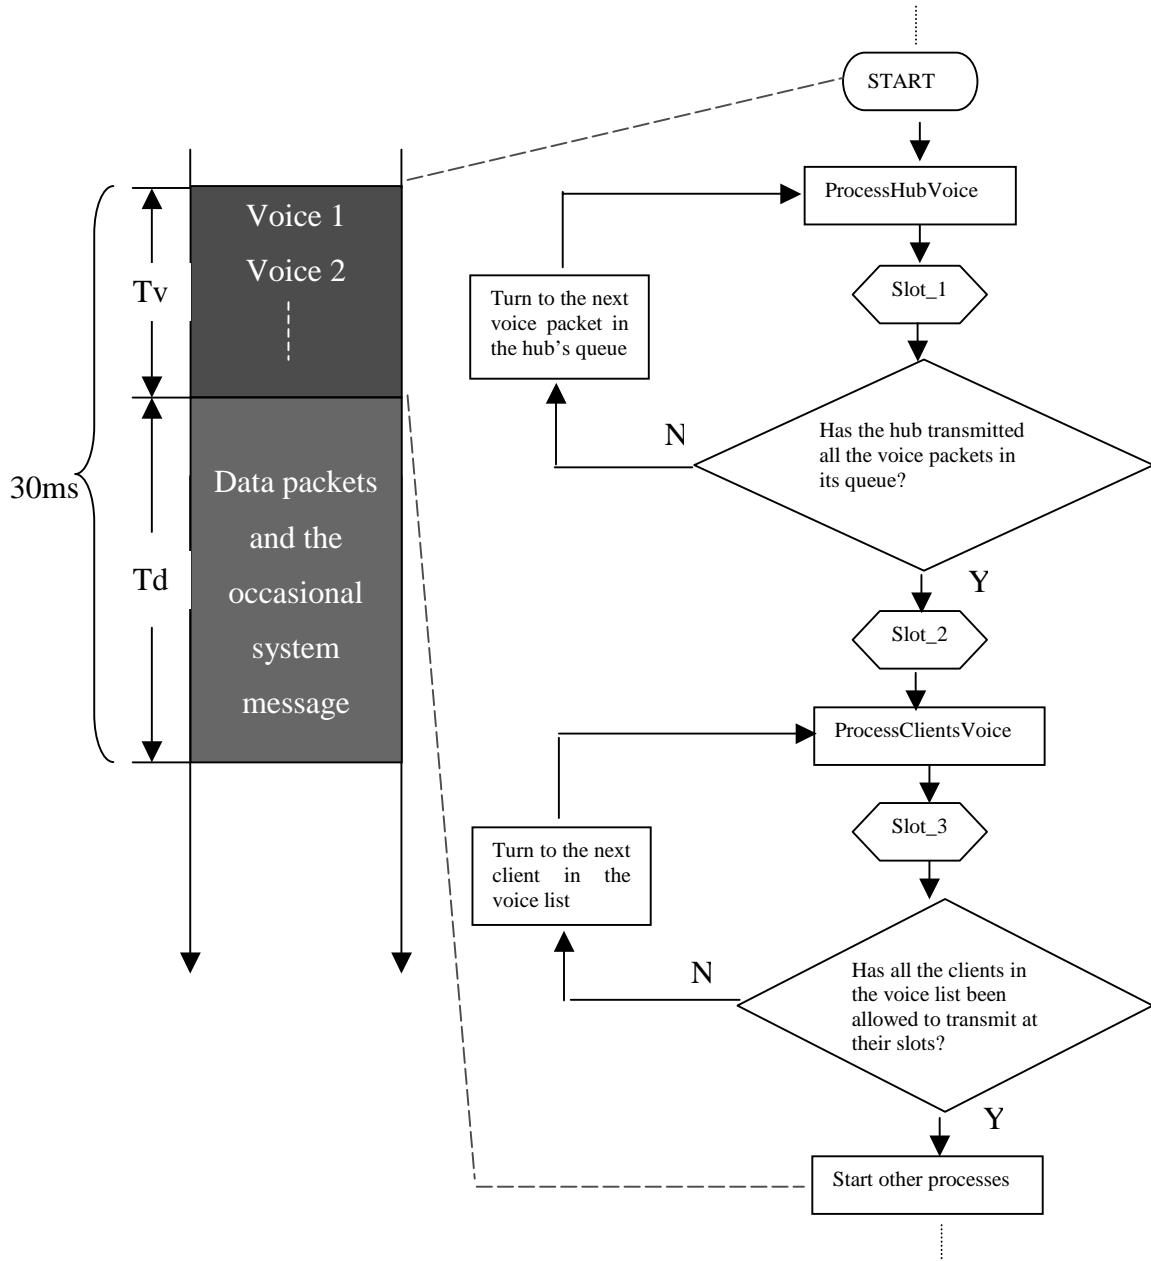 START
ProcessHubVoice
Voice 1
Voice 2
Tv
Slot_1
Turn to the next
voice packet in
the hub's queue
N
Has the hub transmitted
all the voice packets in
its queue?
30ms
Data packets
and the
occasional
system
message
Td
Y
Slot_2
ProcessClientsVoice
Slot_3
Turn to the next
client in the
voice list
N
Has all the clients in
the voice list been
allowed to transmit at
their slots?
Y
Start other processes